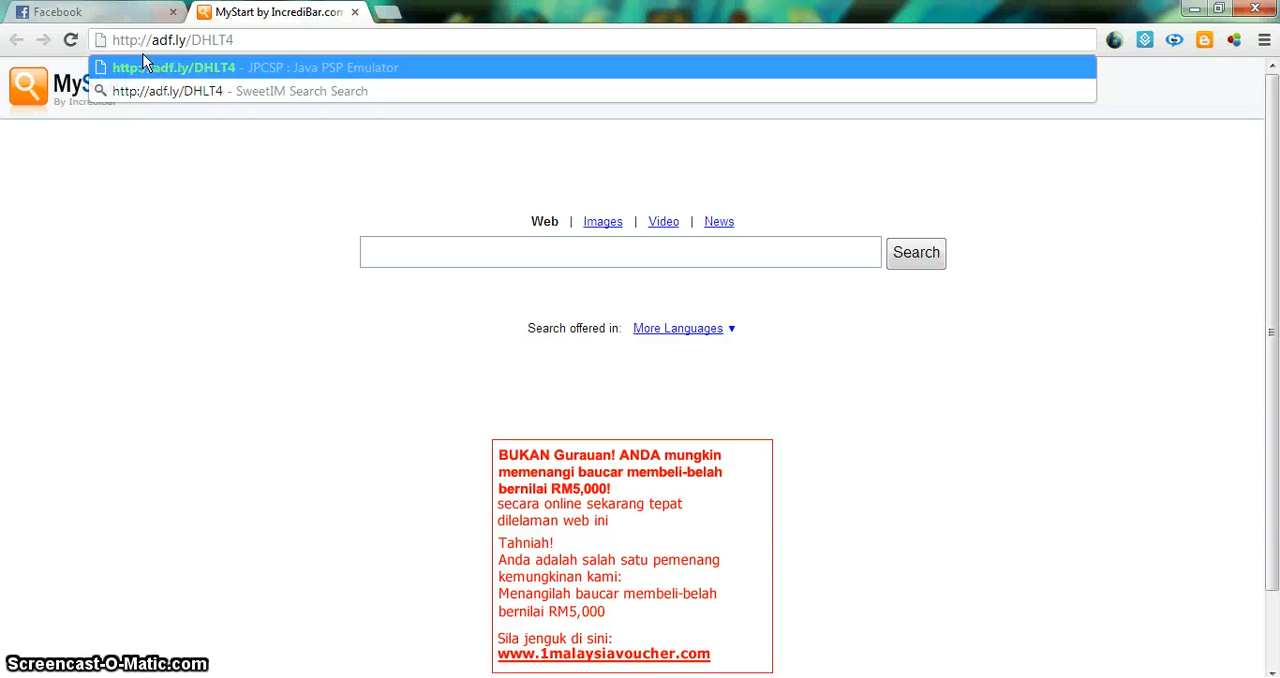 Facebook
MyStart by IncrediBar.com
http://adf.ly/DHLT4
http://adf.ly/DHLT4 - JPCSP : Java PSP Emulator
http://adf.ly/DHLT4 - SweetIM Search Search
By IncrediBar
Web | Images | Video | News
Search
Search offered in: More Languages ▼
BUKAN Gurauan! ANDA mungkin
memenangi baucar membeli-belah
bernilai RM5,000!
secara online sekarang tepat
dilelaman web ini
Tahniah!
Anda adalah salah satu pemenang
kemungkinan kami:
Menangilah baucar membeli-belah
bernilai RM5,000
Sila jenguk di sini:
www.1malaysiavoucher.com
Screencast-O-Matic.com